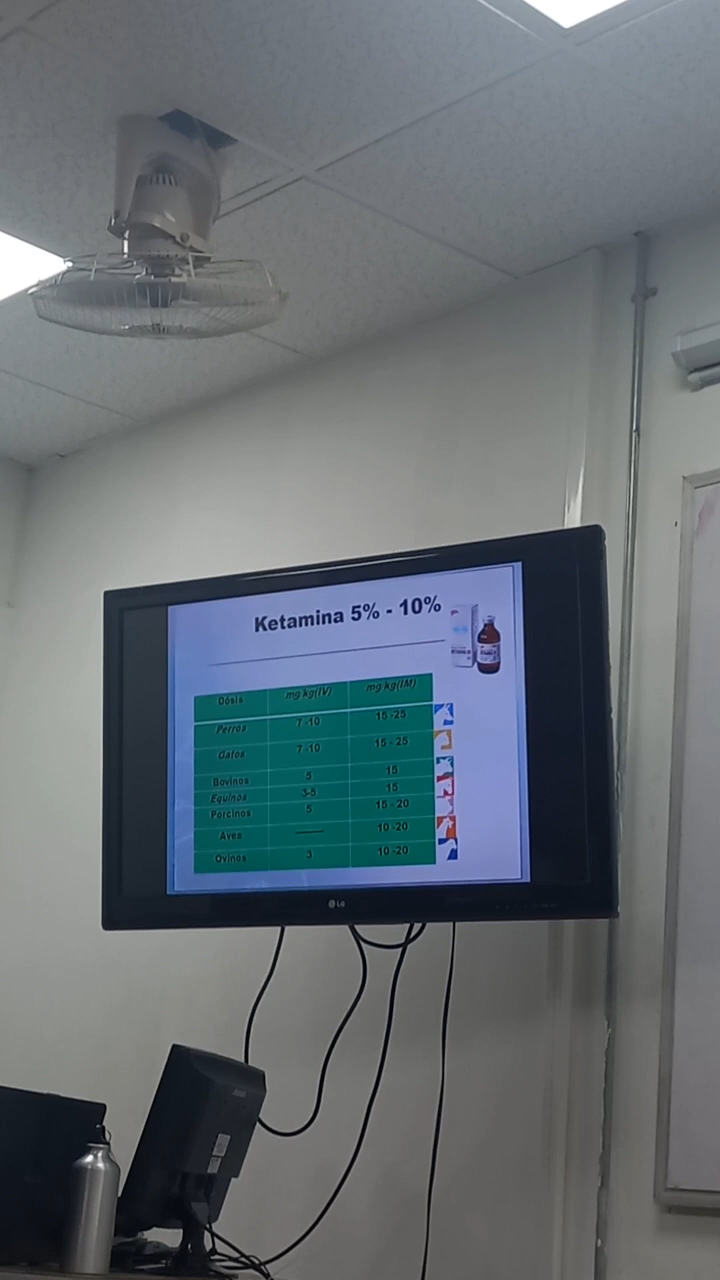 Ketamina 5% - 10%
Dósis mg kg(IV) mg kg(IM)
Perros 7 -10 15 -25
Gatos 7 -10 15 - 25
Bovinos 5 15
Equinos 3-5 15
Porcinos 5 15 - 20
Aves —— 10 -20
Ovinos 3 10 -20
LG